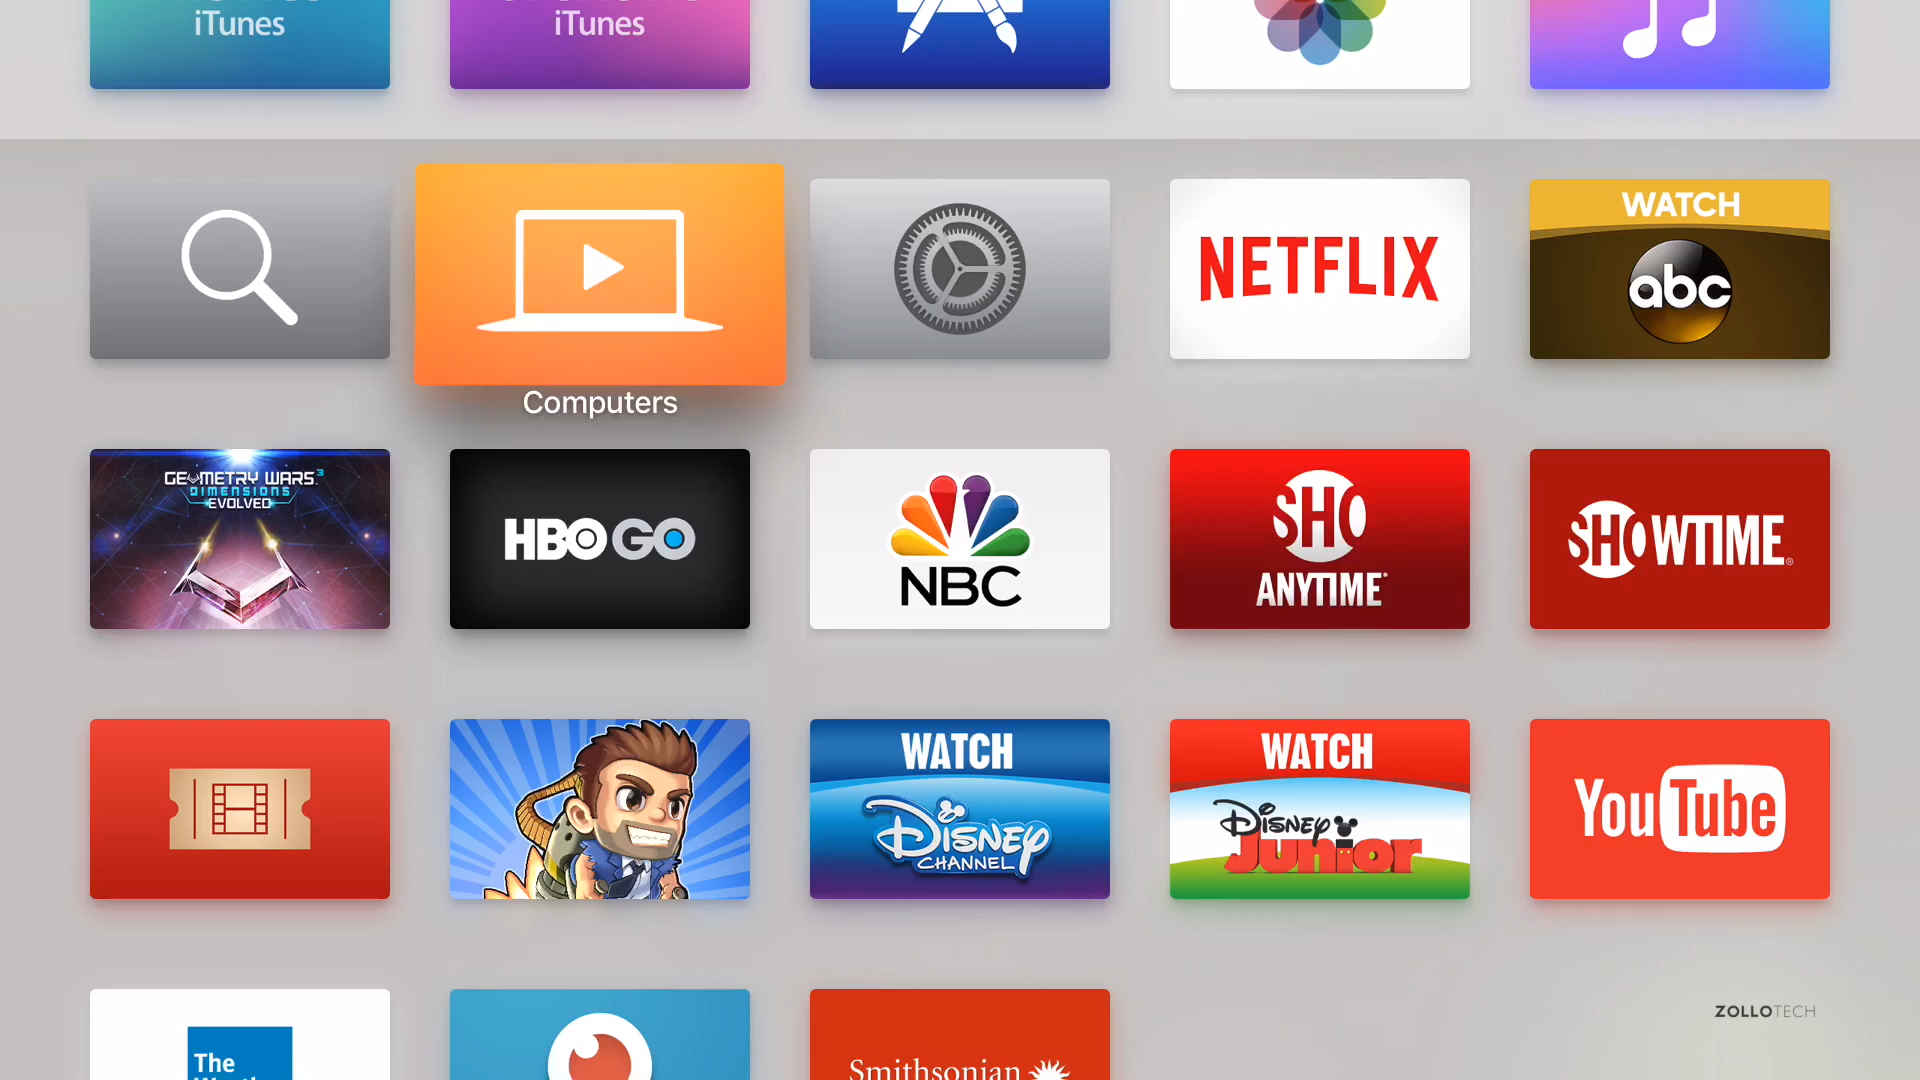 iTunes
iTunes
NETFLIX
WATCH
abc
Computers
GEOMETRY WARS 3
DIMENSIONS
EVOLVED
HBO GO
NBC
SHO
ANYTIME
SHOWTIME
WATCH
DISNEY
CHANNEL
WATCH
DISNEY
Junior
YouTube
The
Smithsonian
ZOLLOTECH